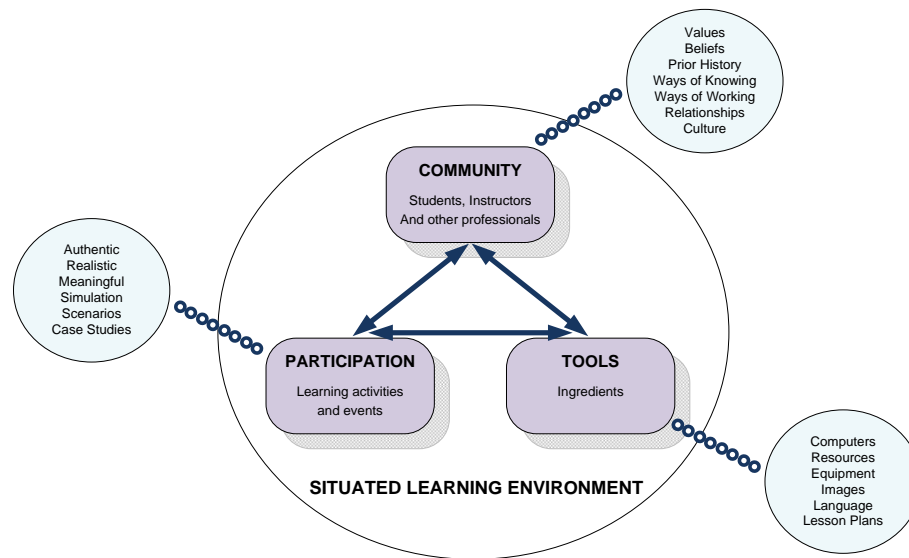 Values
Beliefs
Prior History
Ways of Knowing
Ways of Working
Relationships
Culture
COMMUNITY
Students, Instructors
And other professionals
Authentic
Realistic
Meaningful
Simulation
Scenarios
Case Studies
PARTICIPATION
Learning activities
and events
TOOLS
Ingredients
Computers
Resources
Equipment
Images
Language
Lesson Plans
SITUATED LEARNING ENVIRONMENT